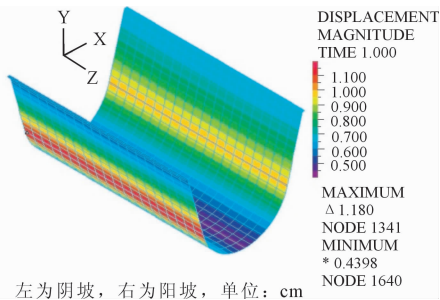 Y
X
Z
DISPLACEMENT
MAGNITUDE
TIME 1.000
1.100
1.000
0.900
0.800
0.700
0.600
0.500
MAXIMUM
Δ 1.180
NODE 1341
MINIMUM
* 0.4398
NODE 1640
左为阴坡，右为阳坡，单位：cm